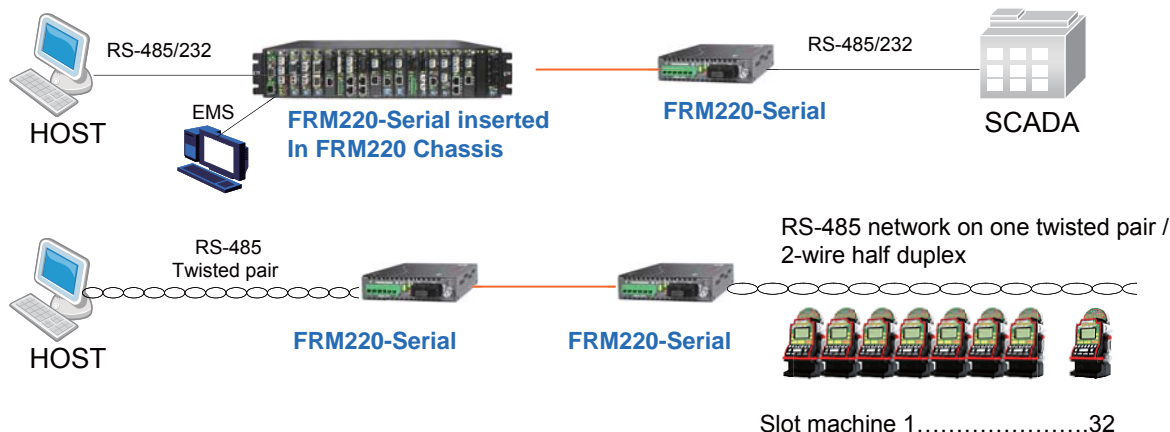 RS-485/232
RS-485/232
EMS
HOST
FRM220-Serial inserted
In FRM220 Chassis
FRM220-Serial
SCADA
RS-485 network on one twisted pair /
2-wire half duplex
RS-485
Twisted pair
HOST
FRM220-Serial
FRM220-Serial
Slot machine 1…………………..32